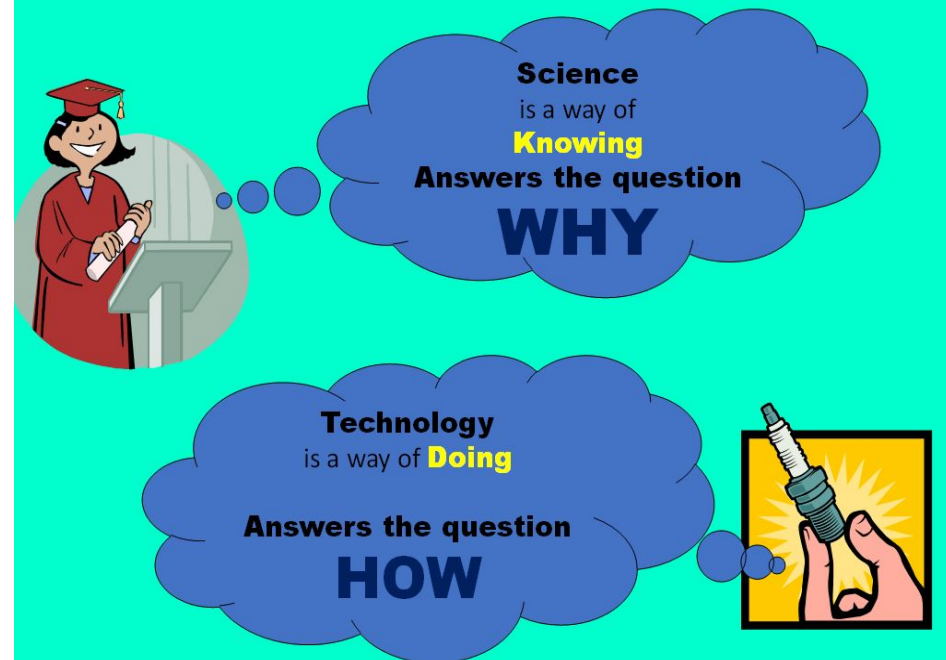 Science
is a way of
Knowing
Answers the question
WHY
Technology
is a way of Doing
Answers the question
HOW